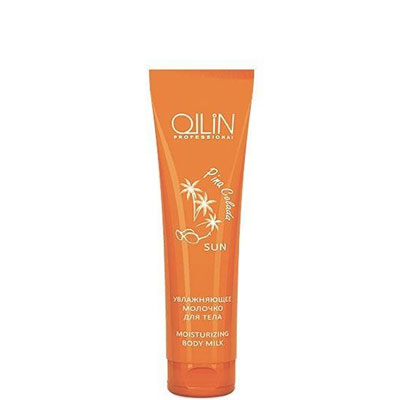 OLLiN
PROFESSIONAL
Pina Colada
SUN
УВЛАЖНЯЮЩЕЕ
МОЛОЧКО
ДЛЯ ТЕЛА
MOISTURIZING
BODY MILK